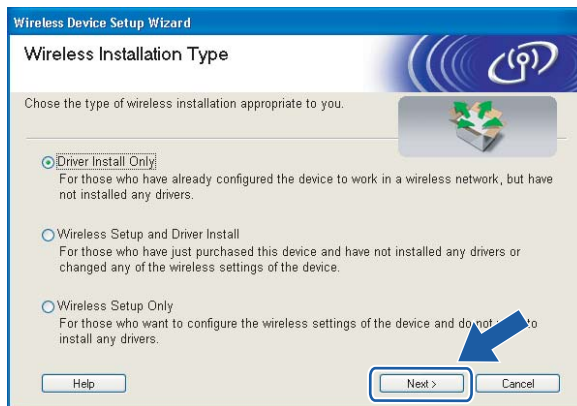 Wireless Device Setup Wizard
Wireless Installation Type
Chose the type of wireless installation appropriate to you.
Driver Install Only
For those who have already configured the device to work in a wireless network, but have
not installed any drivers.
Wireless Setup and Driver Install
For those who have just purchased this device and have not installed any drivers or
changed any of the wireless settings of the device.
Wireless Setup Only
For those who want to configure the wireless settings of the device and do not to
install any drivers.
Help
Next >
Cancel